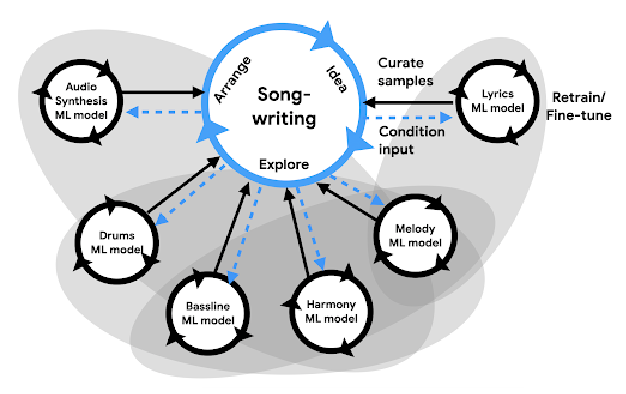 Audio
Synthesis
ML model
Arrange
Idea
Song-
writing
Explore
Curate
samples
Condition
input
Lyrics
ML model
Retrain/
Fine-tune
Drums
ML model
Bassline
ML model
Harmony
ML model
Melody
ML model